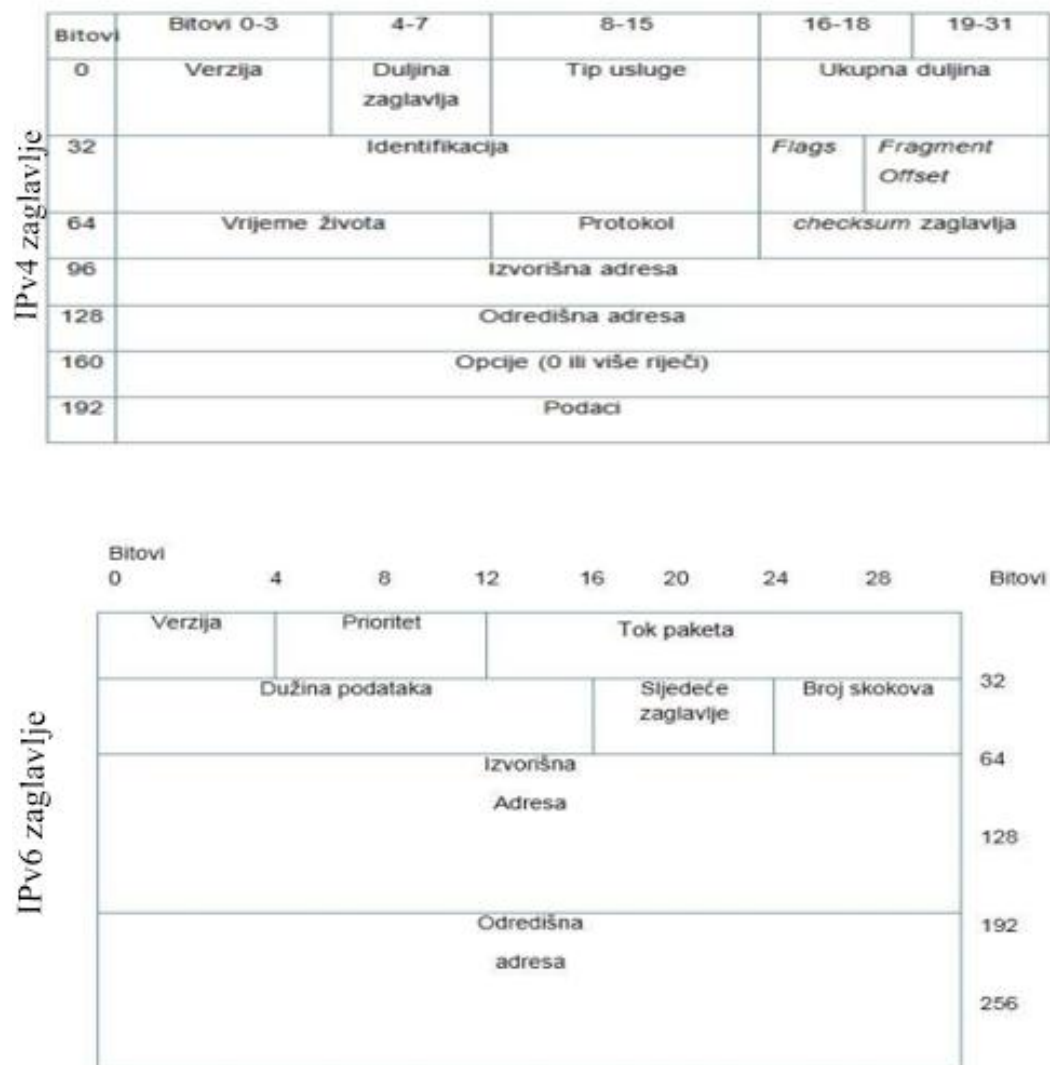 IPv4 zaglavlje
Bitovi Bitovi 0-3 4-7 8-15 16-18 19-31
0 Verzija Duljina zaglavlja Tip usluge Ukupna duljina
32 Identifikacija Flags Fragment Offset
64 Vrijeme života Protokol checksum zaglavlja
96 Izvorišna adresa
128 Odredišna adresa
160 Opcije (0 ili više riječi)
192 Podaci
IPv6 zaglavlje
Bitovi
0 4 8 12 16 20 24 28 Bitovi
Verzija Prioritet Tok paketa
32
Dužina podataka Sljedeće zaglavlje Broj skokova
64
Izvorišna
Adresa
128
192
Odredišna
adresa
256